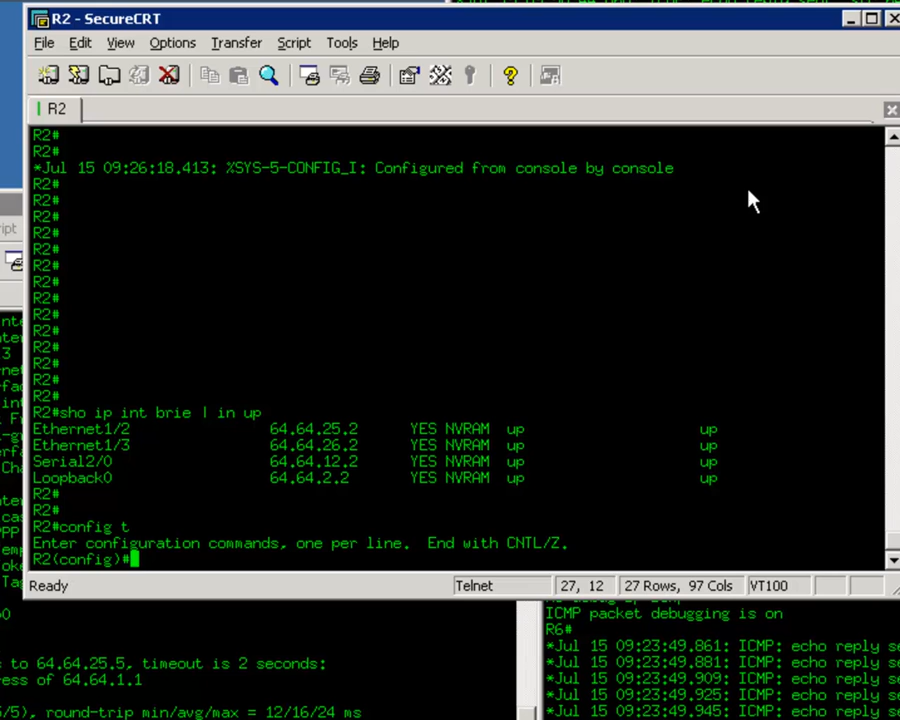 R2 - SecureCRT
File Edit View Options Transfer Script Tools Help
R2
R2#
R2#
*Jul 15 09:26:18.413: %SYS-5-CONFIG_I: Configured from console by console
R2#
R2#
R2#
R2#
R2#
R2#
R2#
R2#
R2#
R2#
R2#
R2#
R2#
R2#
R2#sho ip int brie | in up
Ethernet1/2 64.64.25.2 YES NVRAM up up
Ethernet1/3 64.64.26.2 YES NVRAM up up
Serial2/0 64.64.12.2 YES NVRAM up up
Loopback0 64.64.2.2 YES NVRAM up up
R2#
R2#
R2#config t
Enter configuration commands, one per line. End with CNTL/Z.
R2(config)#
Ready Telnet 27, 12 27 Rows, 97 Cols VT100
ICMP packet debugging is on
R6#
*Jul 15 09:23:49.861: ICMP: echo reply se
*Jul 15 09:23:49.881: ICMP: echo reply se
*Jul 15 09:23:49.909: ICMP: echo reply se
*Jul 15 09:23:49.925: ICMP: echo reply se
*Jul 15 09:23:49.945: ICMP: echo reply se
c to 64.64.25.5, timeout is 2 seconds:
ress of 64.64.1.1
/5), round-trip min/avg/max = 12/16/24 ms